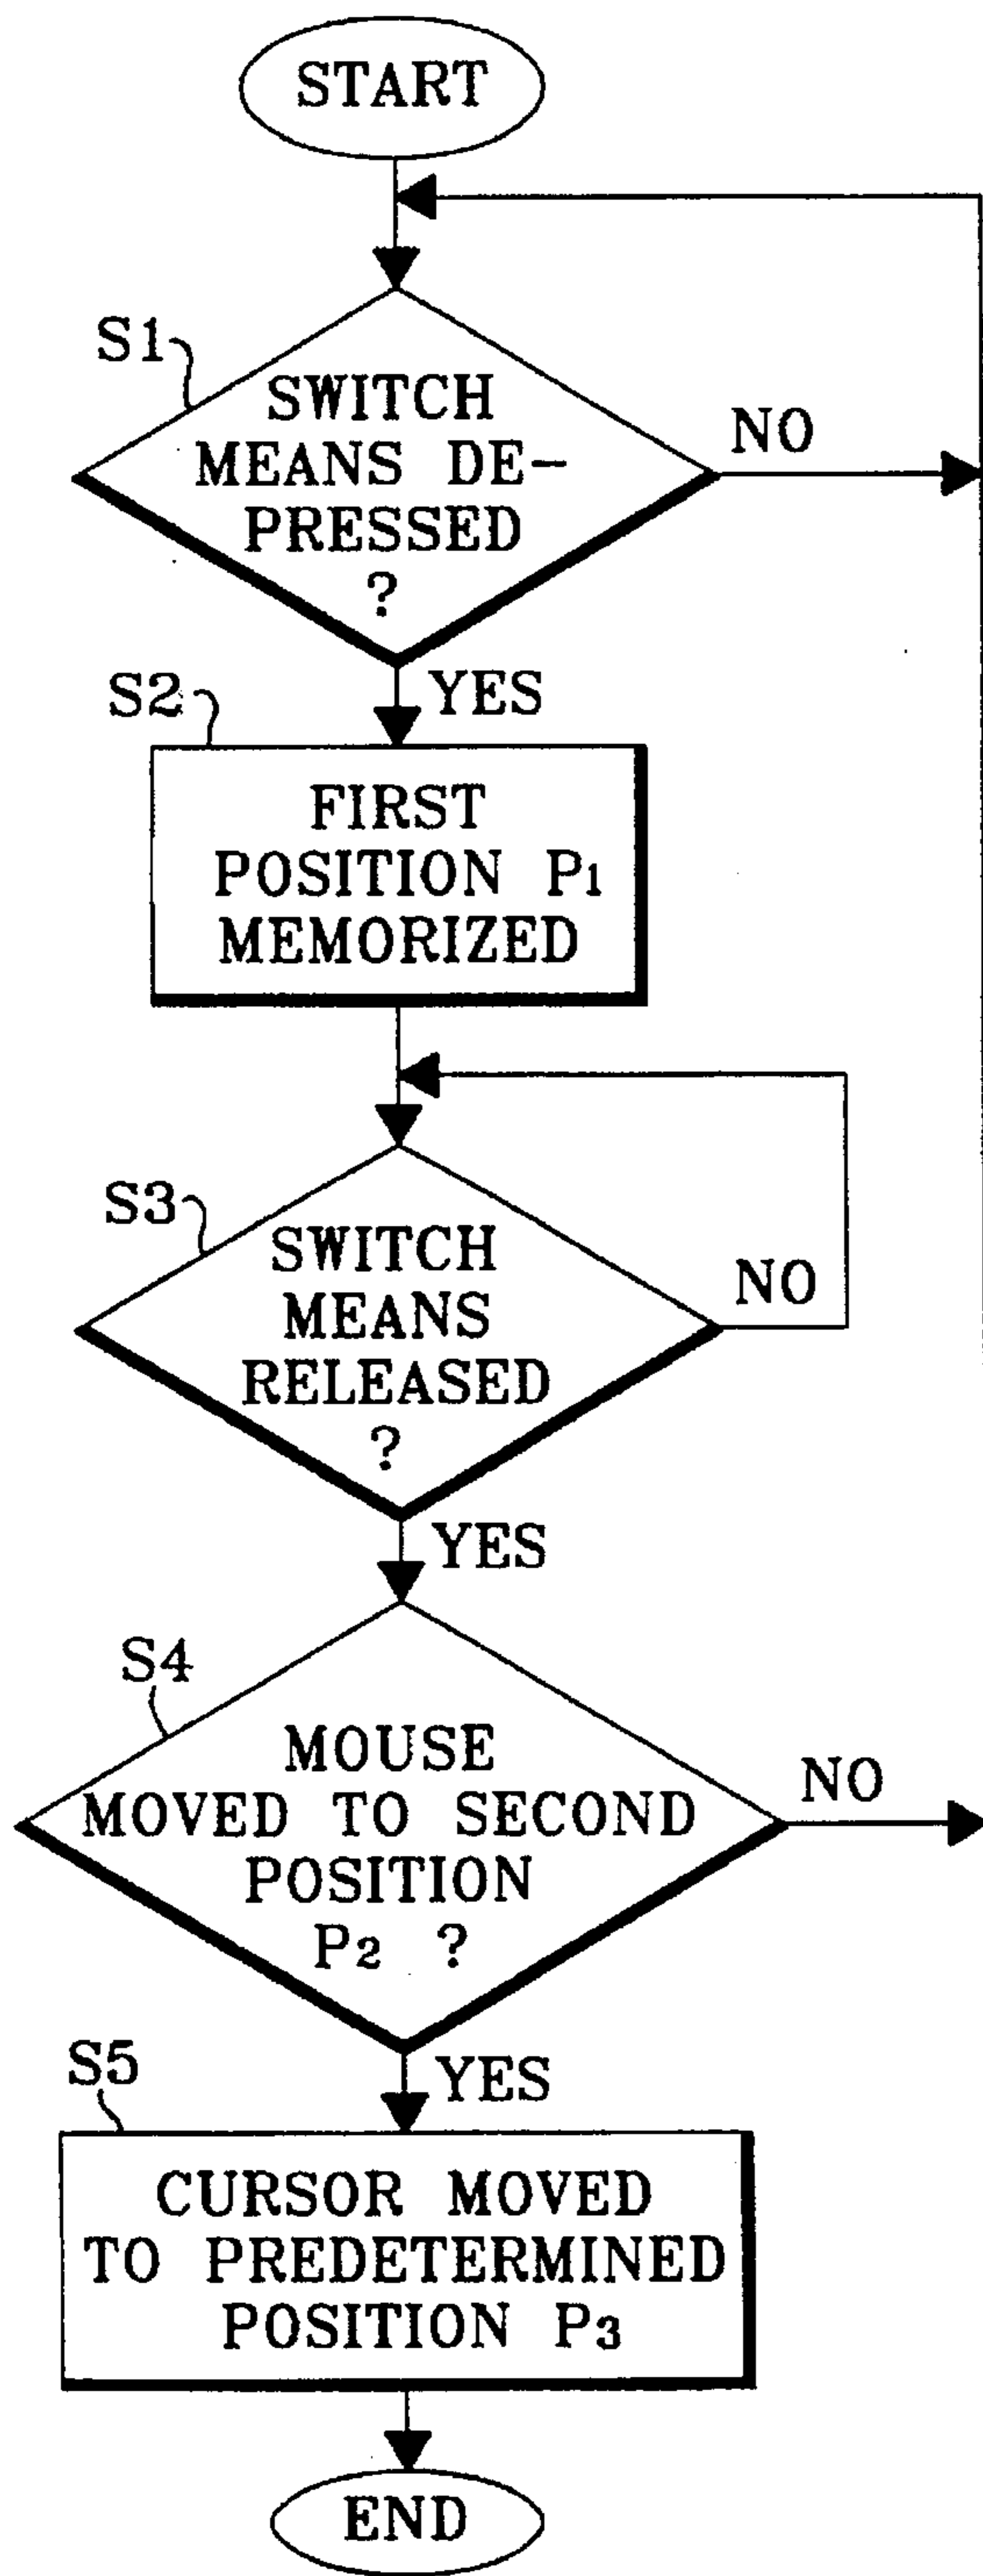 START
S1
SWITCH
MEANS DE-
PRESSED
?
NO
YES
S2
FIRST
POSITION P1
MEMORIZED
S3
SWITCH
MEANS
RELEASED
?
NO
YES
S4
MOUSE
MOVED TO SECOND
POSITION
P2 ?
NO
YES
S5
CURSOR MOVED
TO PREDETERMINED
POSITION P3
END